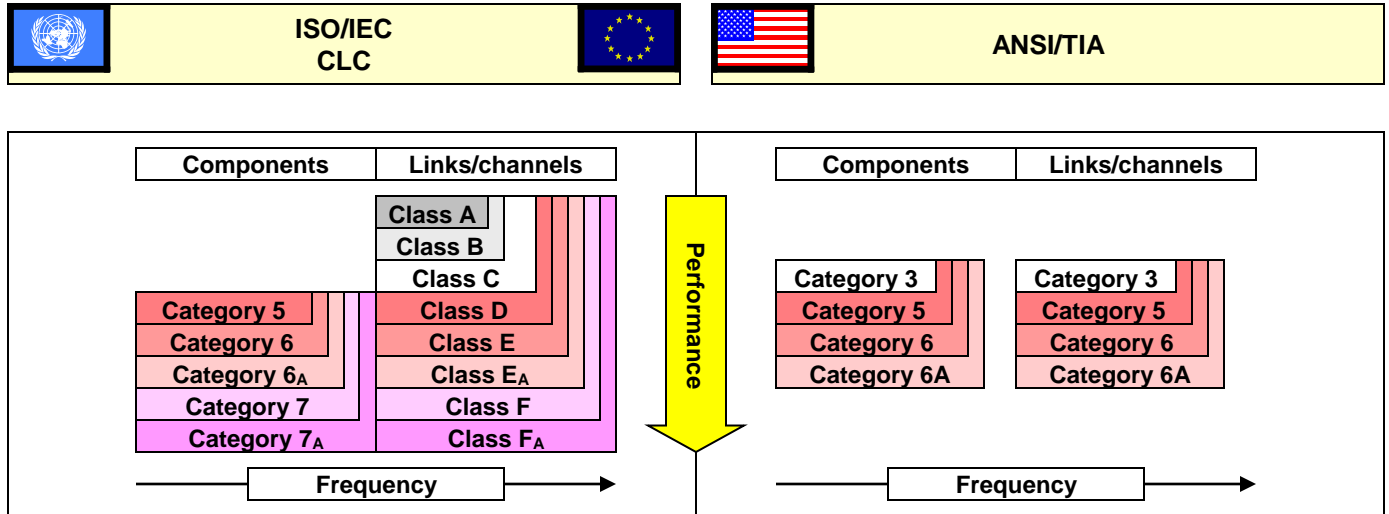 ISO/IEC
CLC
ANSI/TIA
Components
Links/channels
Class A
Class B
Class C
Category 5
Class D
Category 6
Class E
Category 6A
Class EA
Category 7
Class F
Category 7A
Class FA
Frequency
Performance
Components
Links/channels
Category 3
Category 3
Category 5
Category 5
Category 6
Category 6
Category 6A
Category 6A
Frequency